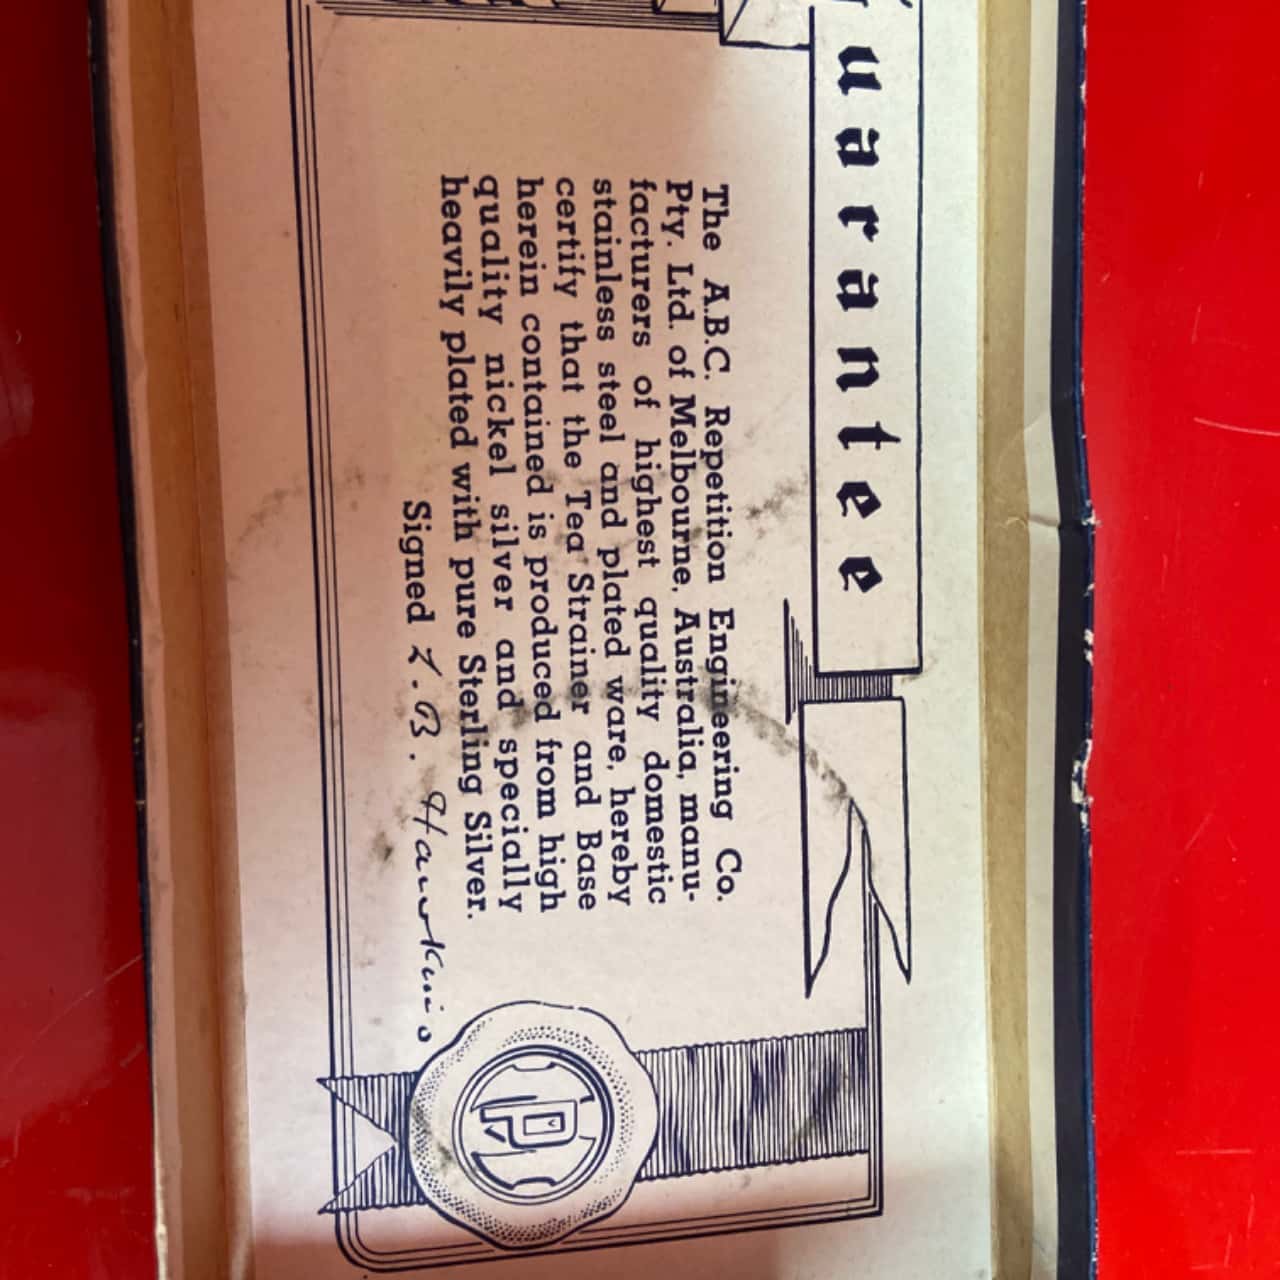 Guarantee
The A.B.C. Repetition Engineering Co.
Pty. Ltd. of Melbourne, Australia, manu-
facturers of highest quality domestic
stainless steel and plated ware, hereby
certify that the Tea Strainer and Base
herein contained is produced from high
quality nickel silver and specially
heavily plated with pure Sterling Silver.
Signed L. B. Hawkins